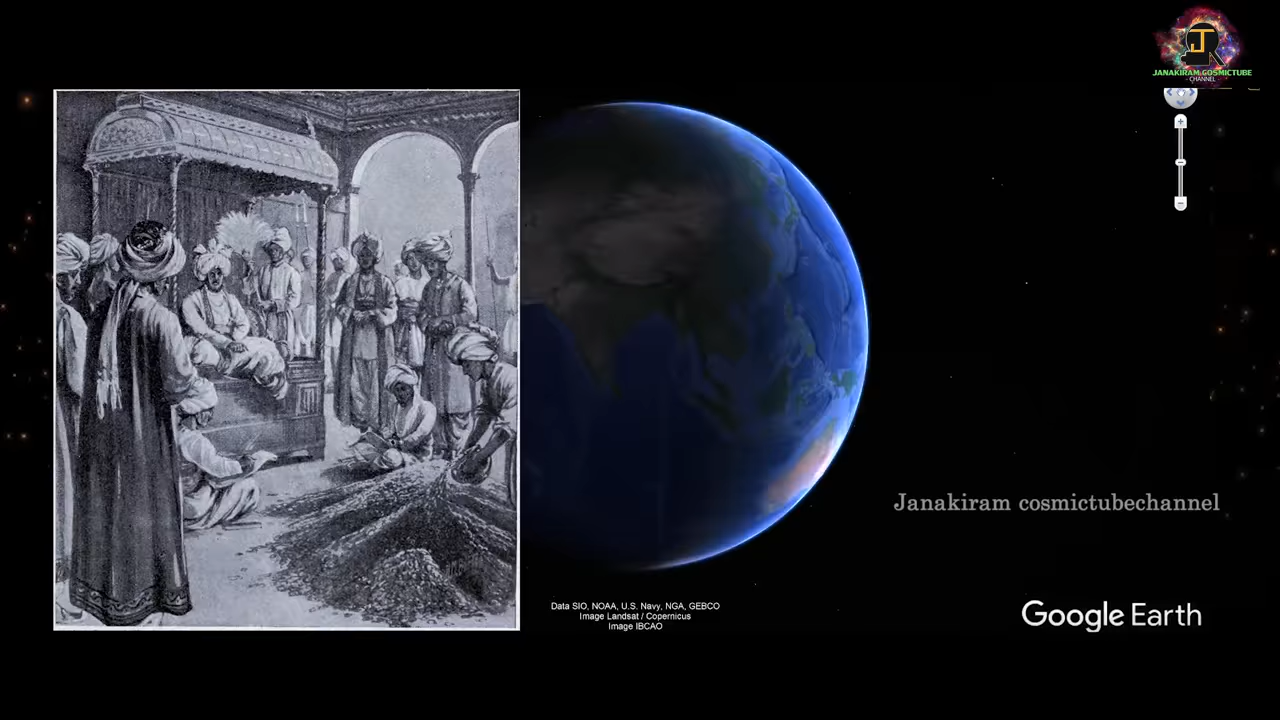 JANAKIRAM COSMICTUBE
- CHANNEL
Janakiram cosmictubechannel
Data SIO, NOAA, U.S. Navy, NGA, GEBCO
Image Landsat / Copernicus
Image IBCAO
Google Earth